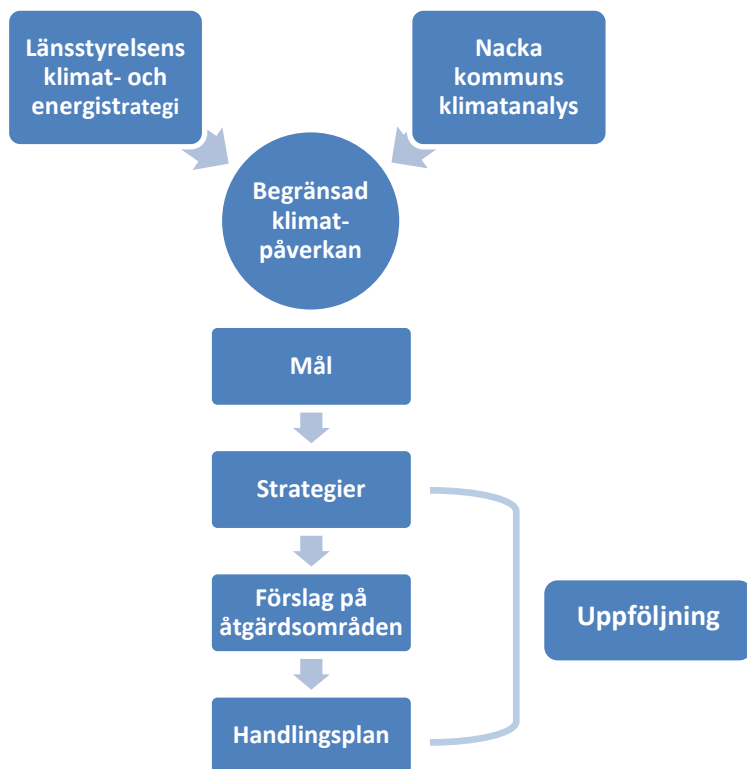 Länsstyrelsens
klimat- och
energistrategi
Nacka
kommuns
klimatanalys
Begränsad
klimat-
påverkan
Mål
Strategier
Förslag på
åtgärdsområden
Uppföljning
Handlingsplan